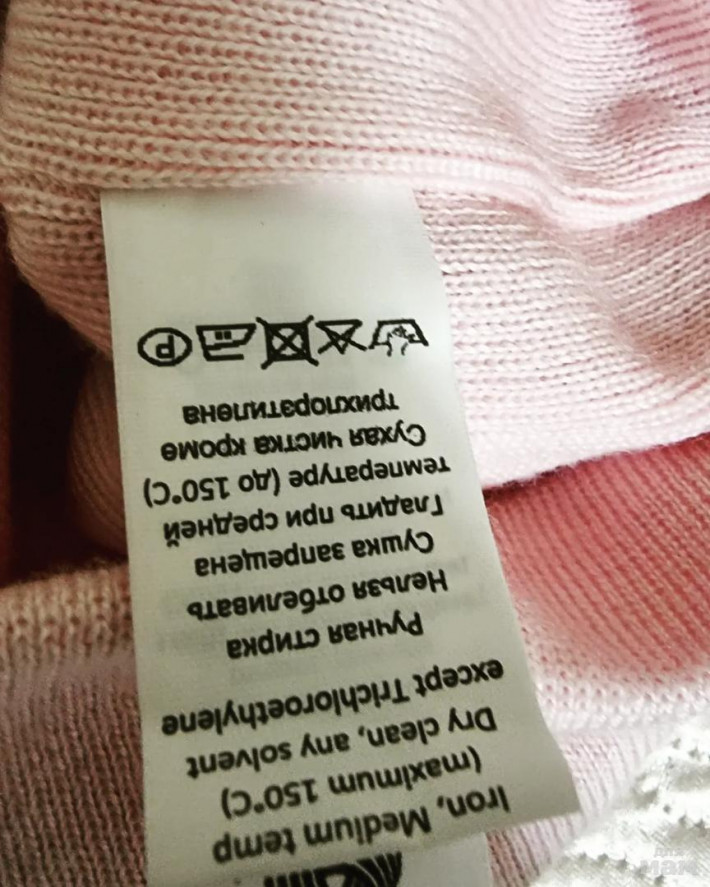 Iron, Medium temp
(maximum 150°C)
Dry clean, any solvent
except Trichloroethylene
Ручная стирка
Нельзя отбеливать
Сушка запрещена
Гладить при средней
температуре (до 150°C)
Сухая чистка кроме
трихлорэтилена
P